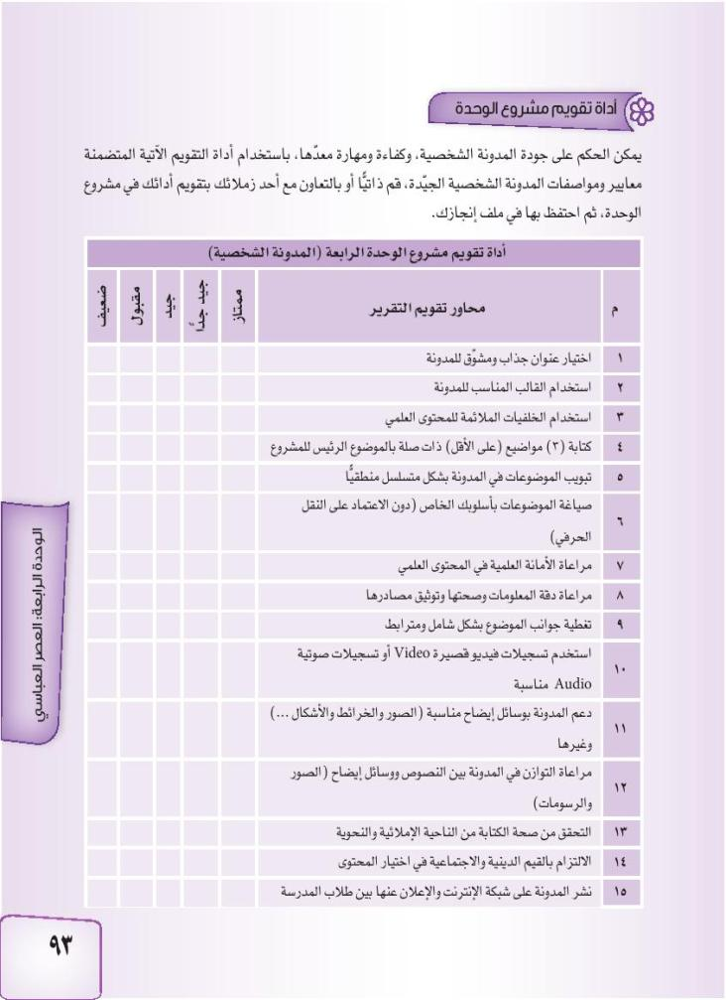 أداة تقويم مشروع الوحدة
يمكن الحكم على جودة المدونة الشخصية، وكفاءة ومهارة معدّها، باستخدام أداة التقويم الآتية المتضمنة
معايير ومواصفات المدونة الشخصية الجيّدة، قم ذاتيًّا أو بالتعاون مع أحد زملائك بتقويم أدائك في مشروع
الوحدة، ثم احتفظ بها في ملف إنجازك.
أداة تقويم مشروع الوحدة الرابعة (المدونة الشخصية)
م محاور تقويم التقرير ممتاز جيد جدًا جيد مقبول ضعيف
١ اختيار عنوان جذاب ومشوّق للمدونة
٢ استخدام القالب المناسب للمدونة
٣ استخدام الخلفيات الملائمة للمحتوى العلمي
٤ كتابة (٣) مواضيع (على الأقل) ذات صلة بالموضوع الرئيس للمشروع
٥ تبويب الموضوعات في المدونة بشكل متسلسل منطقيًّا
٦ صياغة الموضوعات بأسلوبك الخاص (دون الاعتماد على النقل
الحرفي)
٧ مراعاة الأمانة العلمية في المحتوى العلمي
٨ مراعاة دقة المعلومات وصحتها وتوثيق مصادرها
٩ تغطية جوانب الموضوع بشكل شامل ومترابط
١٠ استخدم تسجيلات فيديو قصيرة Video أو تسجيلات صوتية
Audio مناسبة
١١ دعم المدونة بوسائل إيضاح مناسبة (الصور والخرائط والأشكال ...)
وغيرها
١٢ مراعاة التوازن في المدونة بين النصوص ووسائل إيضاح (الصور
والرسومات)
١٣ التحقق من صحة الكتابة من الناحية الإملائية والنحوية
١٤ الالتزام بالقيم الدينية والاجتماعية في اختيار المحتوى
١٥ نشر المدونة على شبكة الإنترنت والإعلان عنها بين طلاب المدرسة
الوحدة الرابعة: العصر العباسي
٩٣